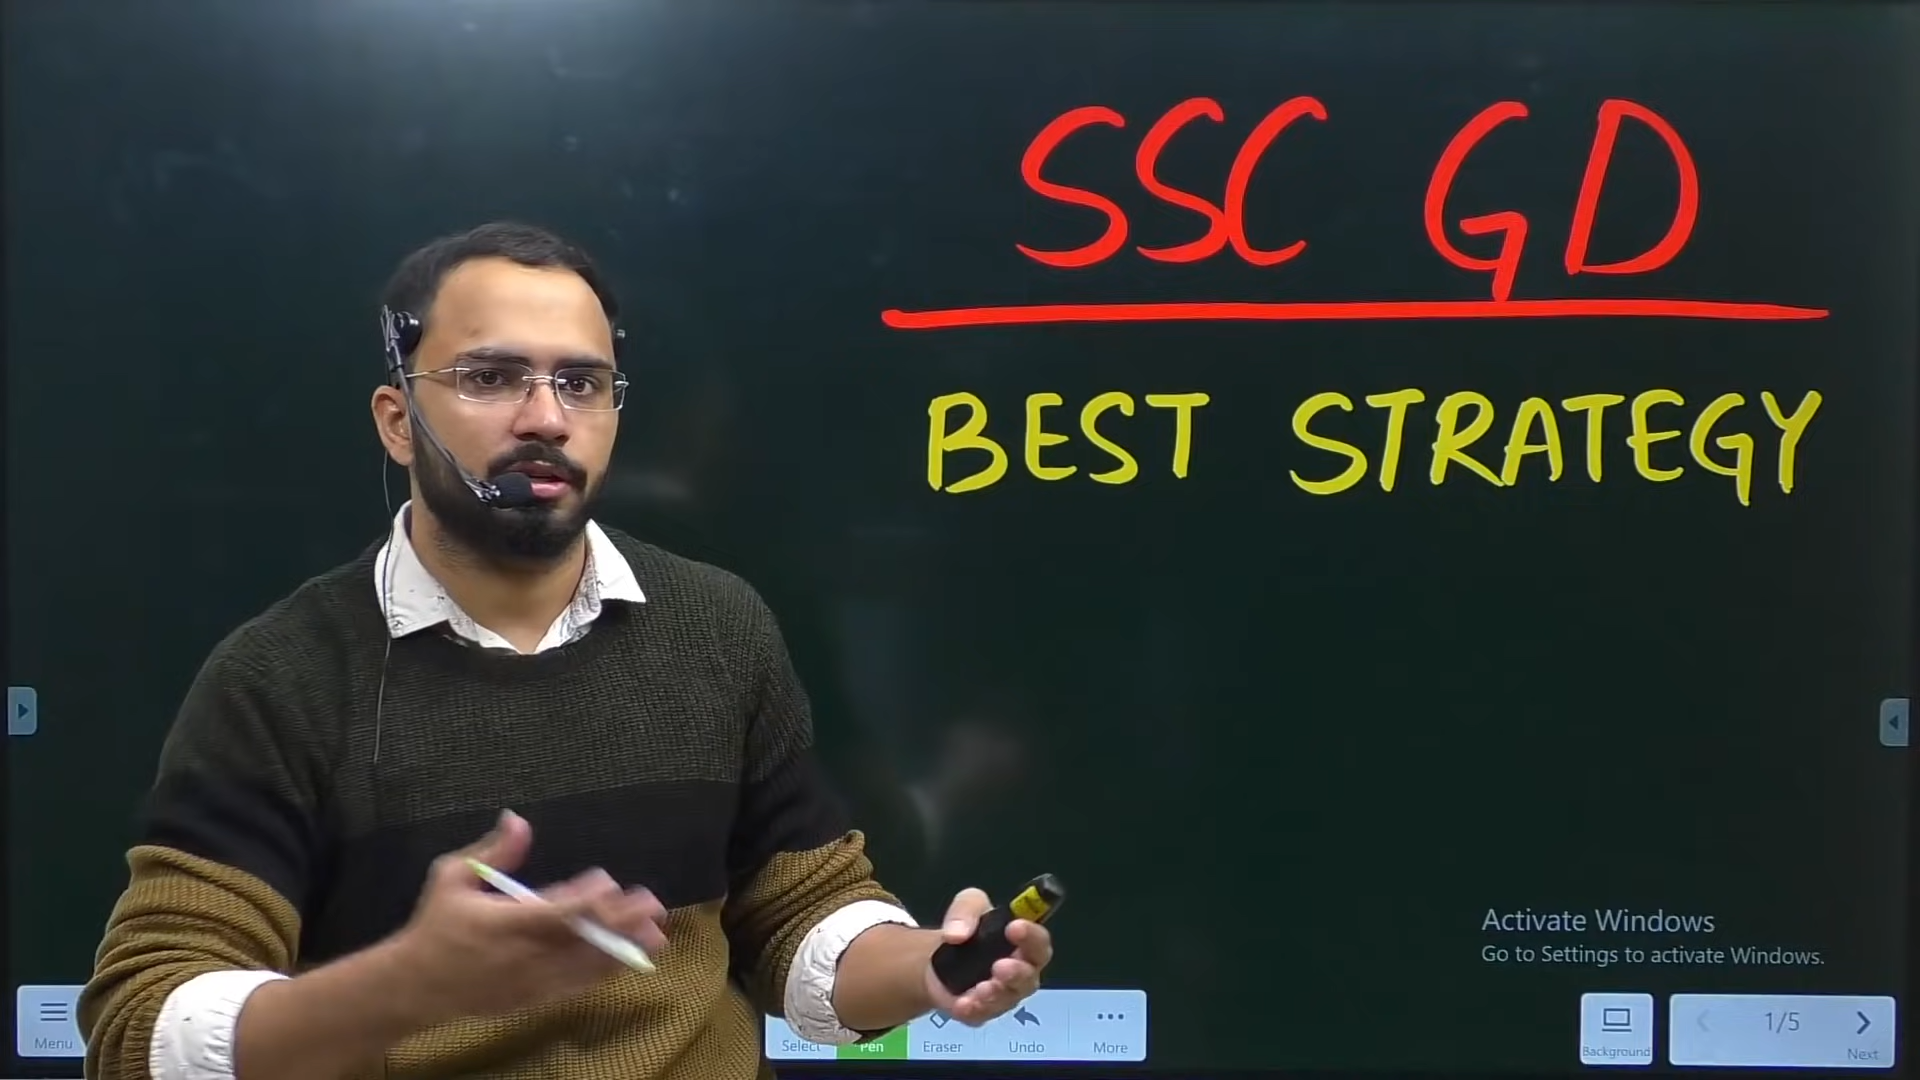 SSC GD
BEST STRATEGY
Activate Windows
Go to Settings to activate Windows.
Menu
Select
Pen
Eraser
Undo
More
Background
1/5
Next